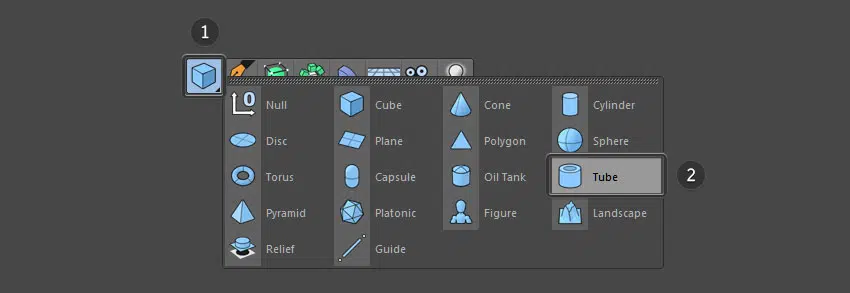 1
Null Cube Cone Cylinder
Disc Plane Polygon Sphere
Torus Capsule Oil Tank Tube 2
Pyramid Platonic Figure Landscape
Relief Guide